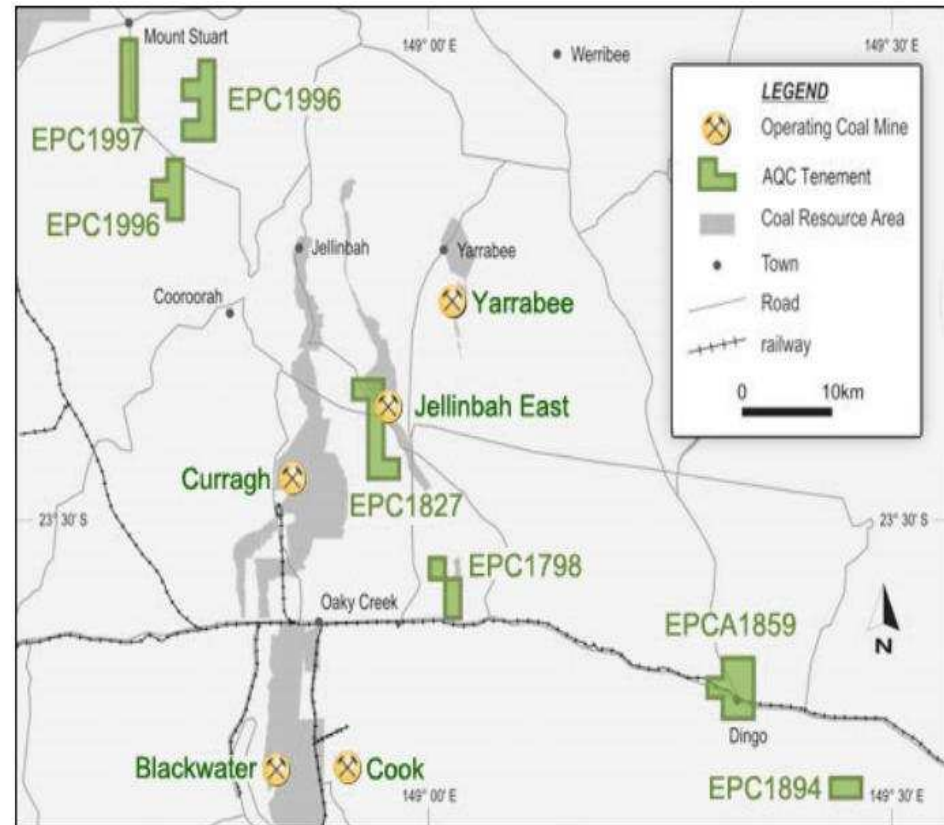 Mount Stuart
149° 00' E
149° 30' E
Werribee
EPC1996
EPC1997
EPC1996
LEGEND
Operating Coal Mine
AQC Tenement
Coal Resource Area
Town
Road
railway
0 10km
Jellinbah
Yarrabee
Cooroorah
Yarrabee
Jellinbah East
Curragh
EPC1827
23° 30' S
23° 30' S
EPC1798
Oaky Creek
EPCA1859
N
Dingo
Blackwater
Cook
EPC1894
149° 00' E
149° 30' E